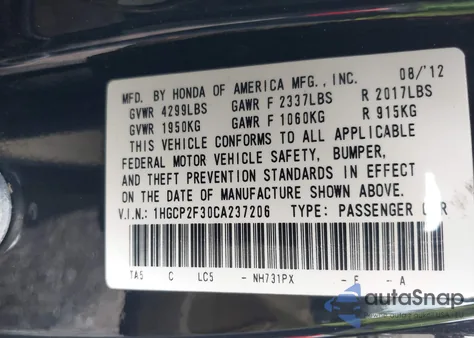 MFD. BY HONDA OF AMERICA MFG., INC. 08/'12
GVWR 4299LBS GAWR F 2337LBS R 2017LBS
GVWR 1950KG GAWR F 1060KG R 915KG
THIS VEHICLE CONFORMS TO ALL APPLICABLE
FEDERAL MOTOR VEHICLE SAFETY, BUMPER,
AND THEFT PREVENTION STANDARDS IN EFFECT
ON THE DATE OF MANUFACTURE SHOWN ABOVE.
V.I.N.: 1HGCP2F30CA237206 TYPE: PASSENGER CAR
TA5 C LC5 - NH731PX - E - A
autoSnap